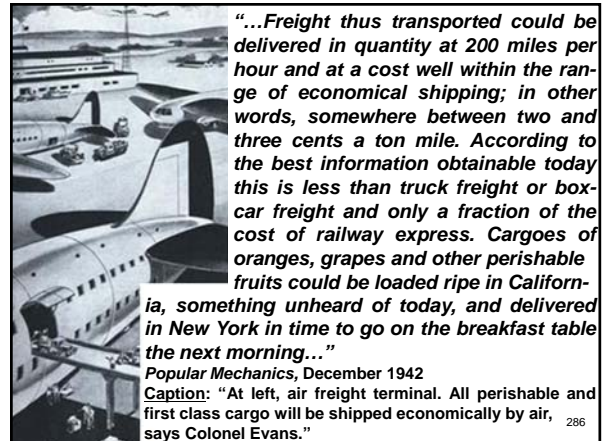 “…Freight thus transported could be
delivered in quantity at 200 miles per
hour and at a cost well within the ran-
ge of economical shipping; in other
words, somewhere between two and
three cents a ton mile. According to
the best information obtainable today
this is less than truck freight or box-
car freight and only a fraction of the
cost of railway express. Cargoes of
oranges, grapes and other perishable
fruits could be loaded ripe in Californ-
ia, something unheard of today, and delivered
in New York in time to go on the breakfast table
the next morning…”
Popular Mechanics, December 1942
Caption: “At left, air freight terminal. All perishable and
first class cargo will be shipped economically by air,
says Colonel Evans.”
286